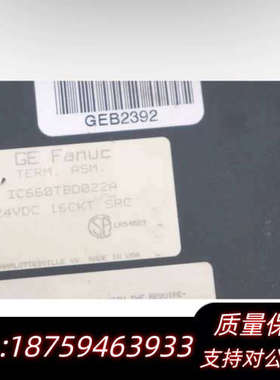 GEB2392
GE Fanuc
TERM. ASM.
IC660TBD022A
24VDC 16CKT SRC
MADE IN USA
质量保
:18759463933 支持对公